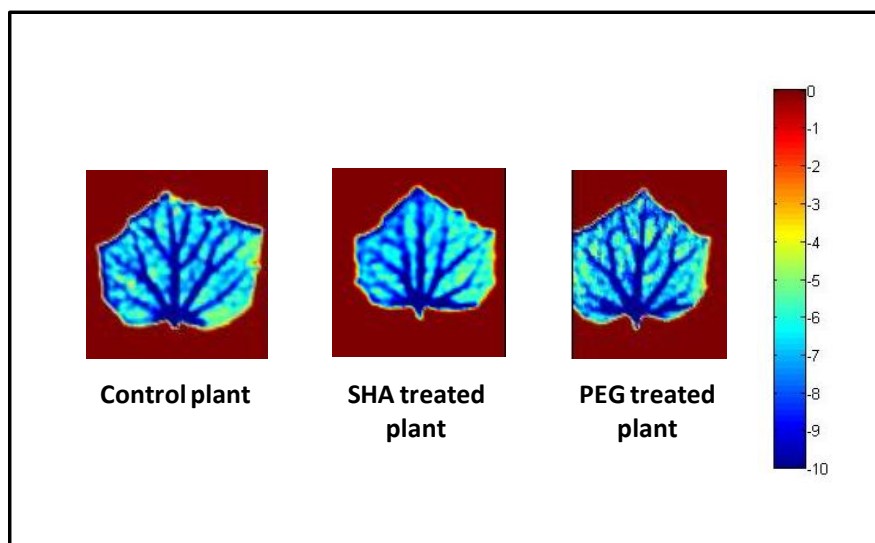 Control plant
SHA treated
plant
PEG treated
plant
0
-1
-2
-3
-4
-5
-6
-7
-8
-9
-10